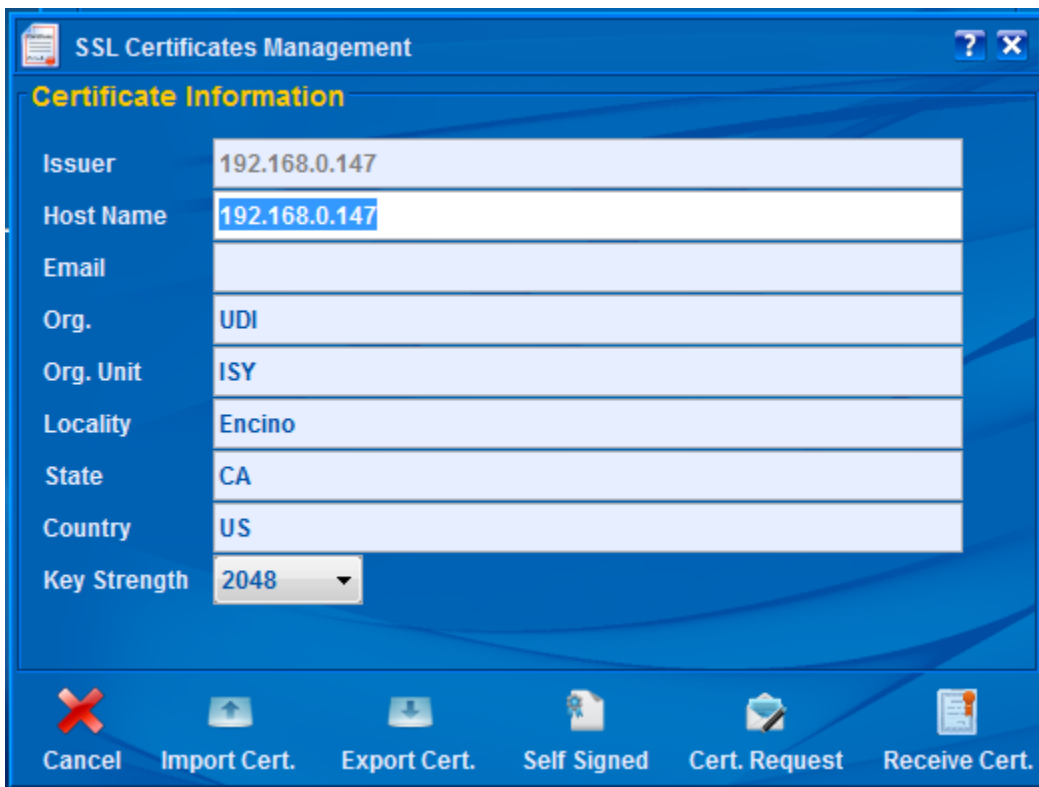 SSL Certificates Management
Certificate Information
Issuer 192.168.0.147
Host Name 192.168.0.147
Email
Org. UDI
Org. Unit ISY
Locality Encino
State CA
Country US
Key Strength 2048
Cancel Import Cert. Export Cert. Self Signed Cert. Request Receive Cert.